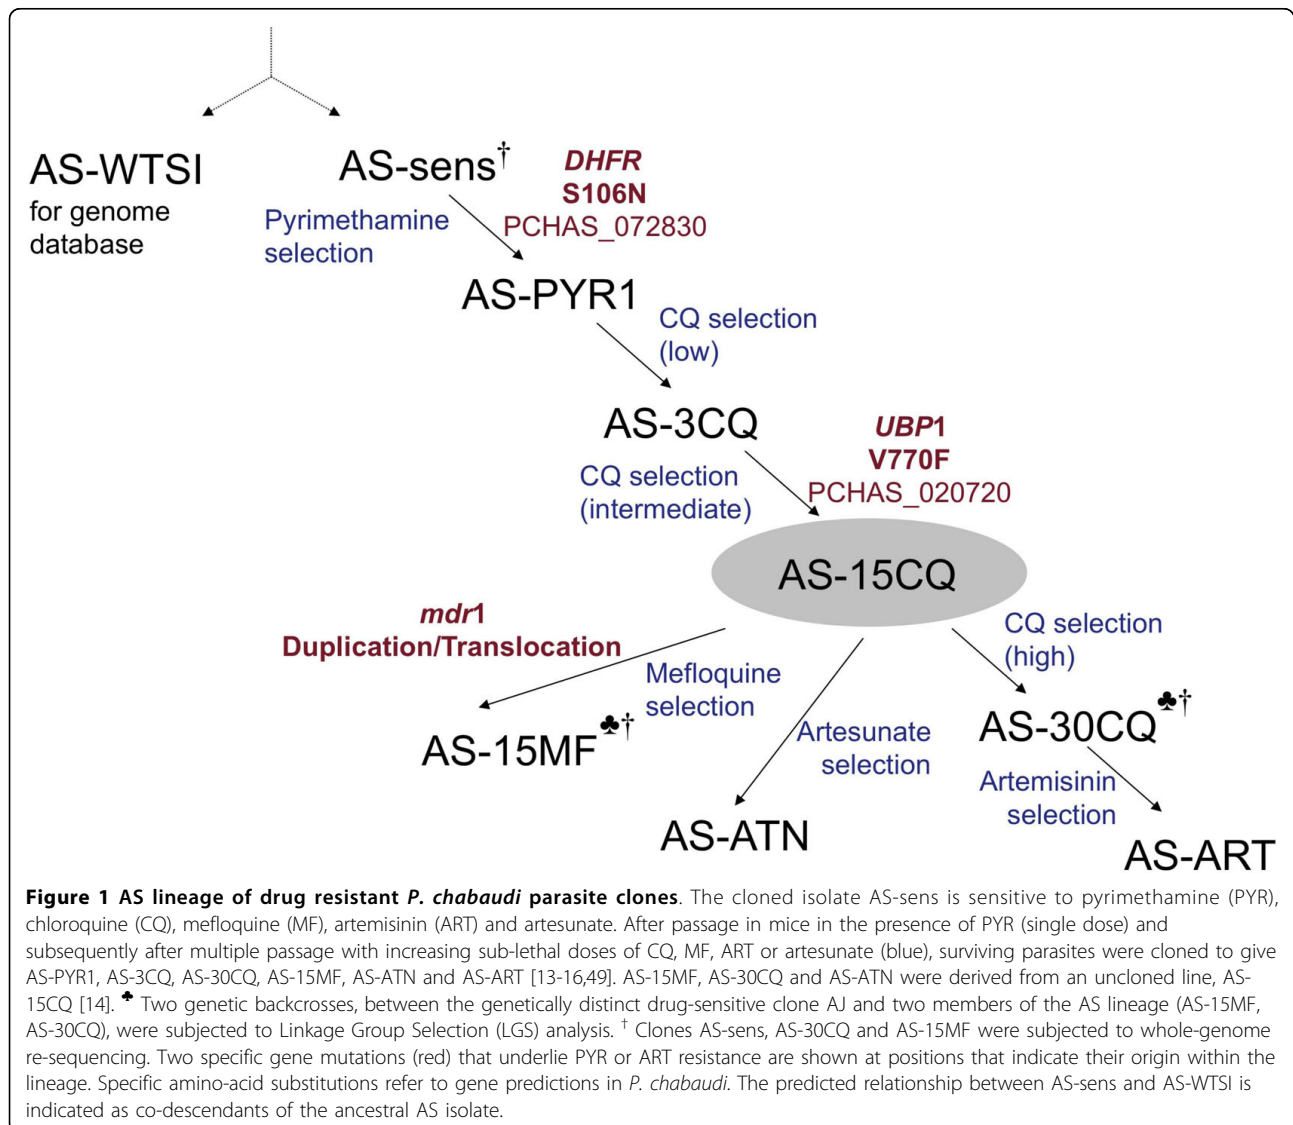 AS-WTSI
for genome
database
AS-sens†
DHFR
S106N
PCHAS_072830
Pyrimethamine
selection
AS-PYR1
CQ selection
(low)
AS-3CQ
UBP1
V770F
PCHAS_020720
CQ selection
(intermediate)
AS-15CQ
mdr1
Duplication/Translocation
Mefloquine
selection
CQ selection
(high)
AS-15MF♣†
Artesunate
selection
AS-30CQ♣†
Artemisinin
selection
AS-ATN
AS-ART
Figure 1 AS lineage of drug resistant P. chabaudi parasite clones. The cloned isolate AS-sens is sensitive to pyrimethamine (PYR),
chloroquine (CQ), mefloquine (MF), artemisinin (ART) and artesunate. After passage in mice in the presence of PYR (single dose) and
subsequently after multiple passage with increasing sub-lethal doses of CQ, MF, ART or artesunate (blue), surviving parasites were cloned to give
AS-PYR1, AS-3CQ, AS-30CQ, AS-15MF, AS-ATN and AS-ART [13-16,49]. AS-15MF, AS-30CQ and AS-ATN were derived from an uncloned line, AS-
15CQ [14]. ♣ Two genetic backcrosses, between the genetically distinct drug-sensitive clone AJ and two members of the AS lineage (AS-15MF,
AS-30CQ), were subjected to Linkage Group Selection (LGS) analysis. † Clones AS-sens, AS-30CQ and AS-15MF were subjected to whole-genome
re-sequencing. Two specific gene mutations (red) that underlie PYR or ART resistance are shown at positions that indicate their origin within the
lineage. Specific amino-acid substitutions refer to gene predictions in P. chabaudi. The predicted relationship between AS-sens and AS-WTSI is
indicated as co-descendants of the ancestral AS isolate.